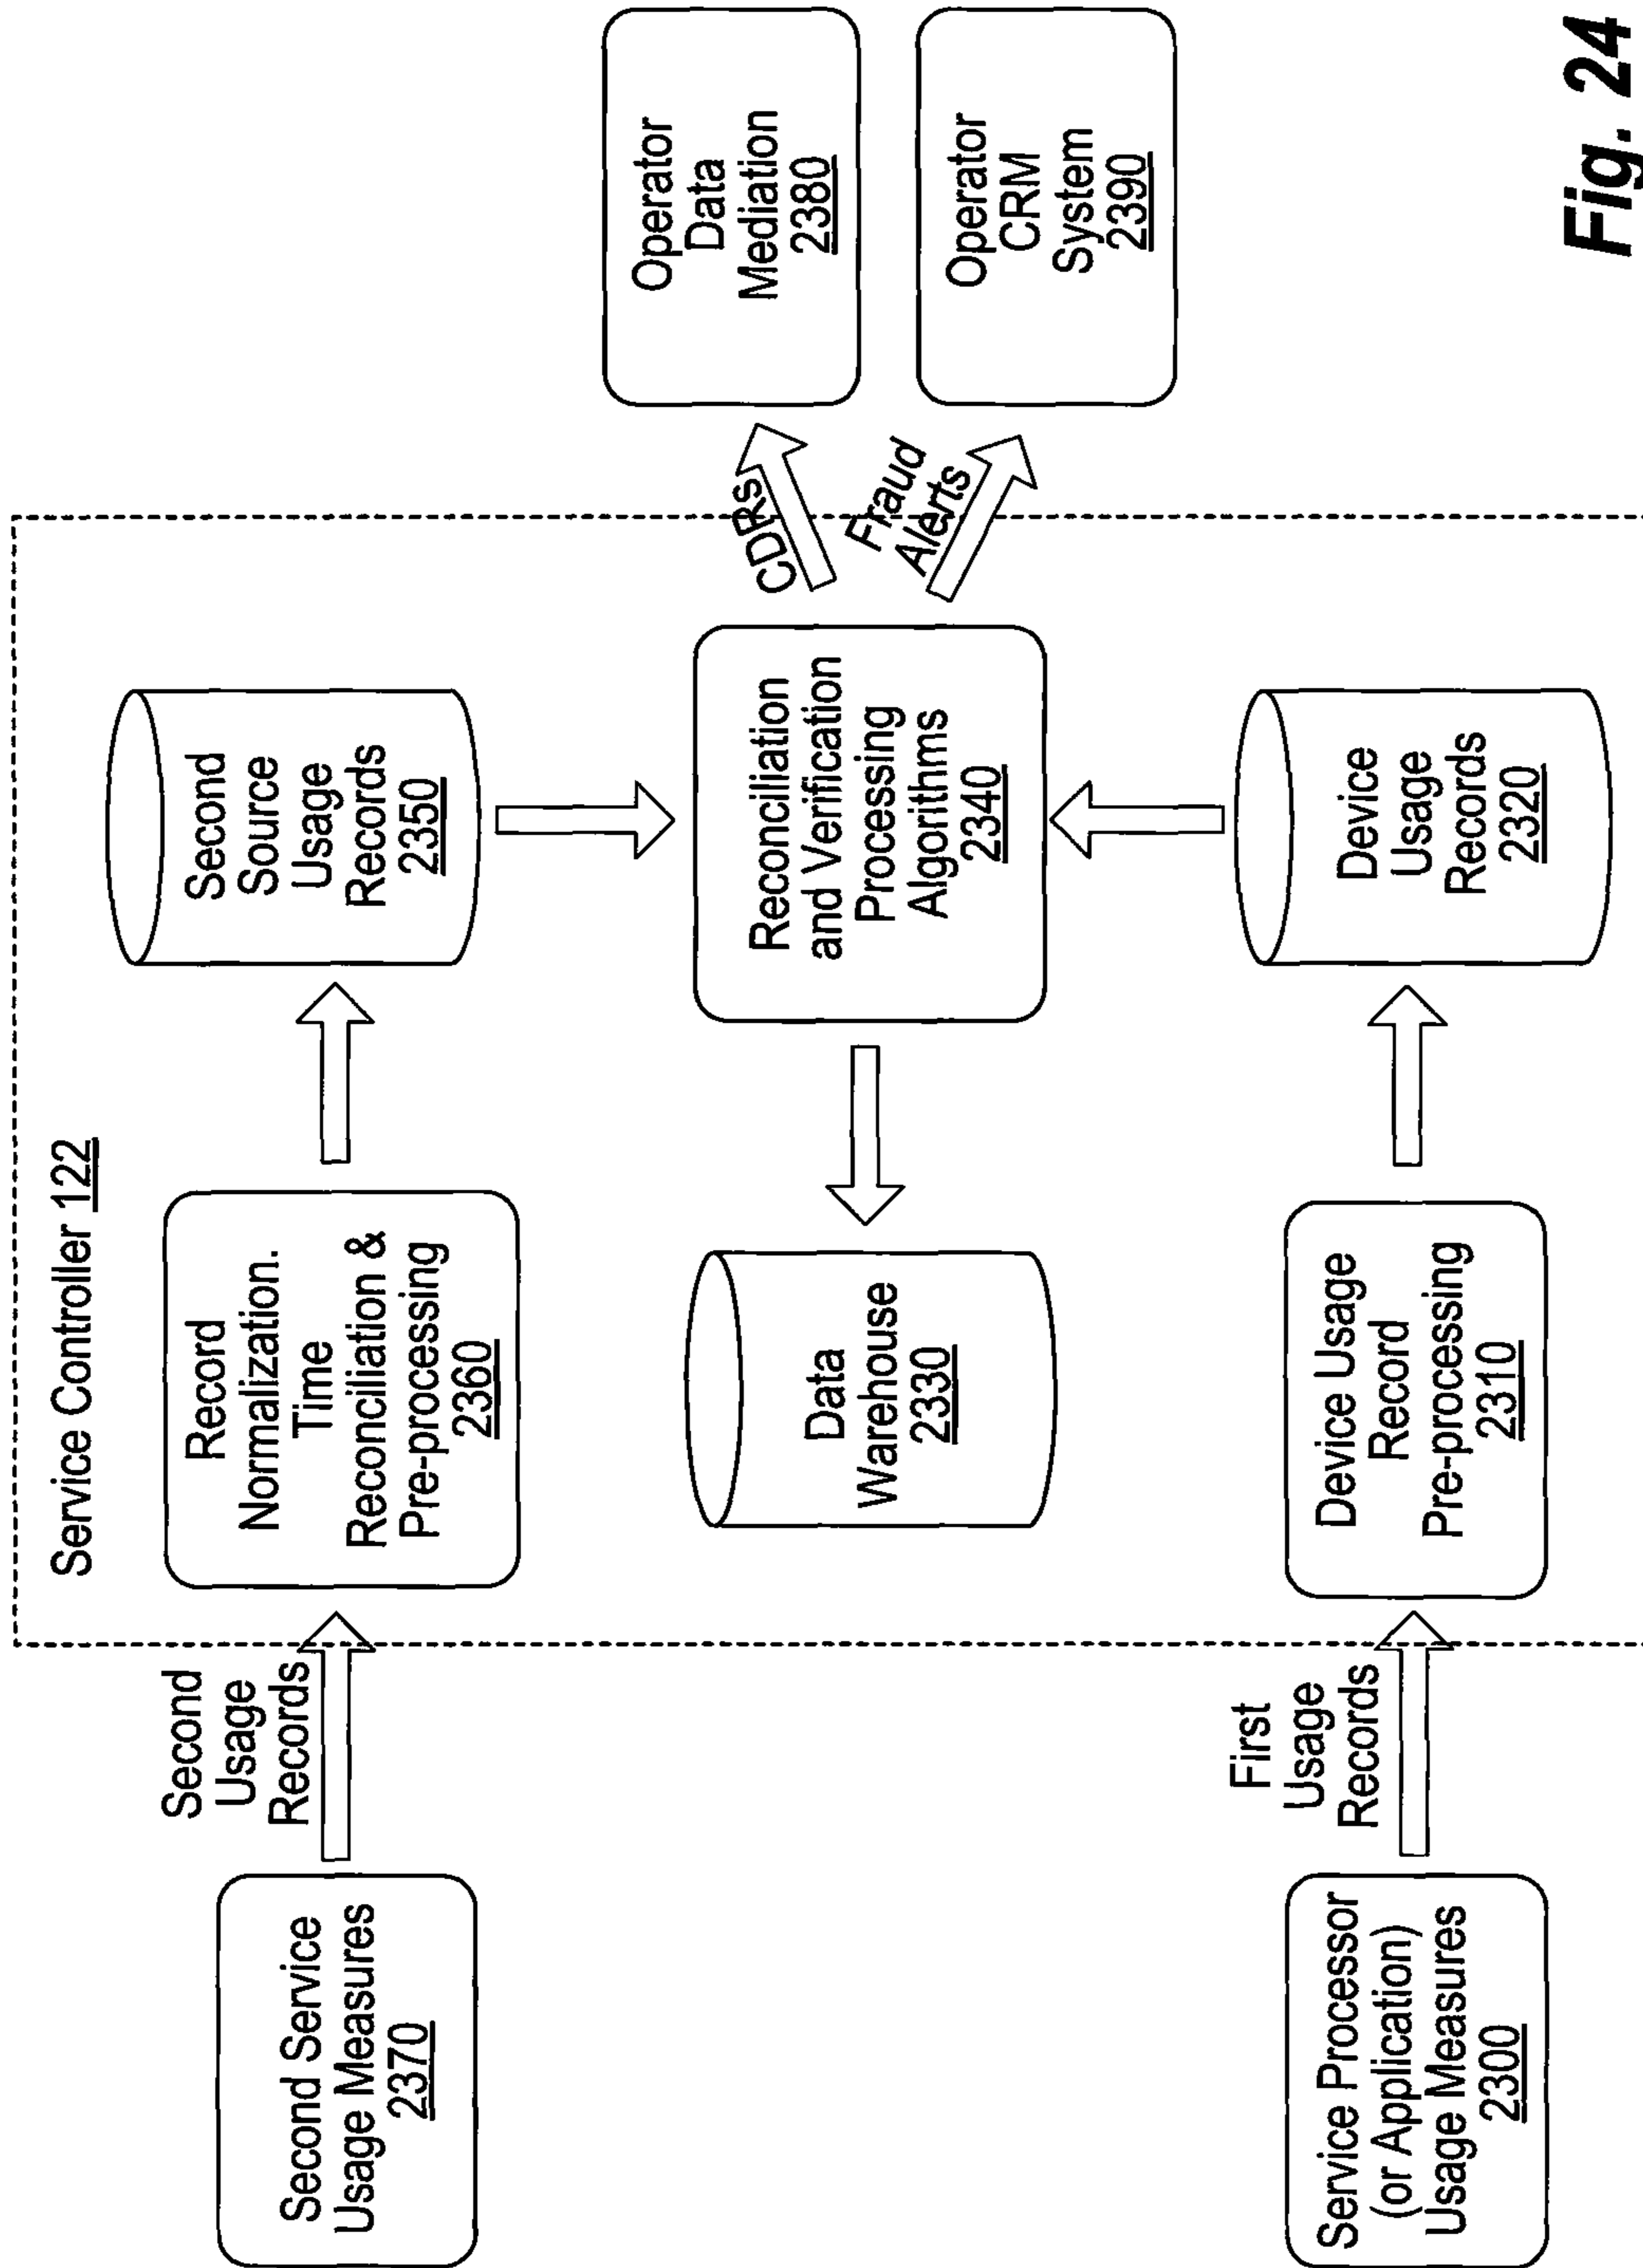 Service Controller 122
Second Service
Usage Measures
2370
Second
Usage
Records
Record
Normalization.
Time
Reconciliation &
Pre-processing
2360
Second
Source
Usage
Records
2350
Data
Warehouse
2330
Reconciliation
and Verification
Processing
Algorithms
2340
CDRs
Fraud
Alerts
Operator
Data
Mediation
2380
Operator
CRM
System
2390
Service Processor
(or Application)
Usage Measures
2300
First
Usage
Records
Device Usage
Record
Pre-processing
2310
Device
Usage
Records
2320
Fig. 24